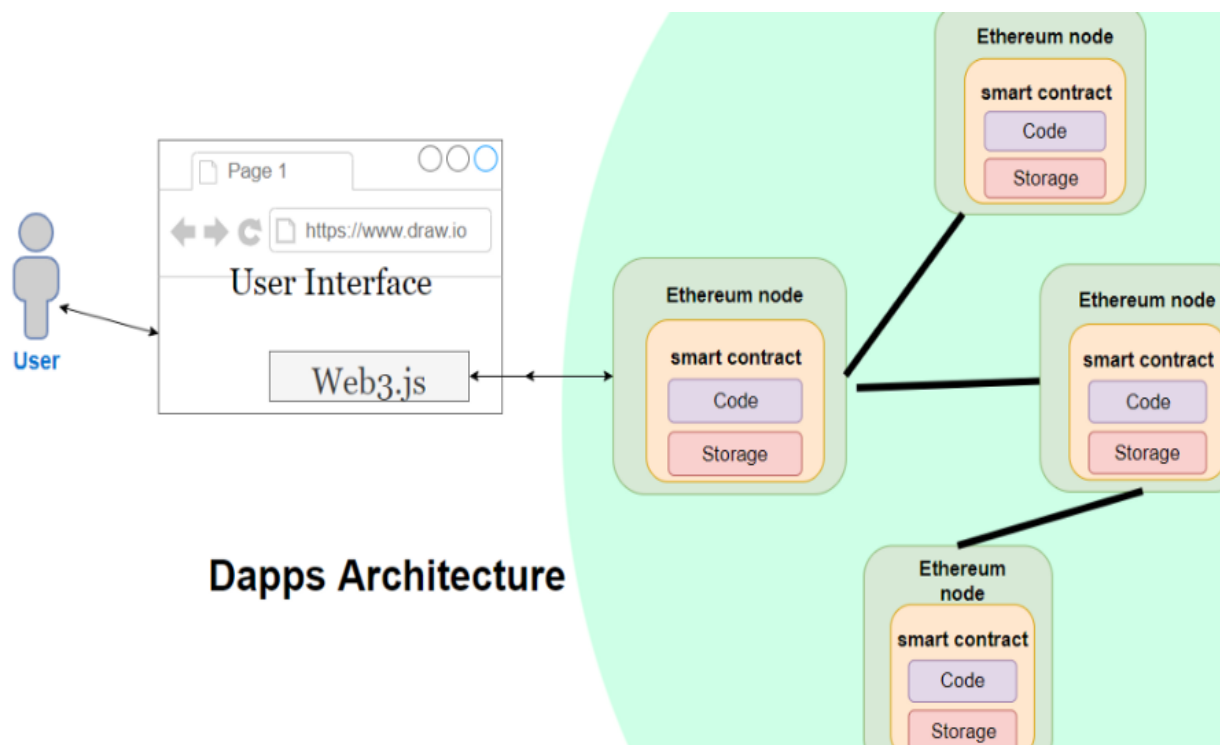 Page 1
https://www.draw.io
User Interface
Web3.js
User
Dapps Architecture
Ethereum node
smart contract
Code
Storage
Ethereum node
smart contract
Code
Storage
Ethereum node
smart contract
Code
Storage
Ethereum
node
smart contract
Code
Storage